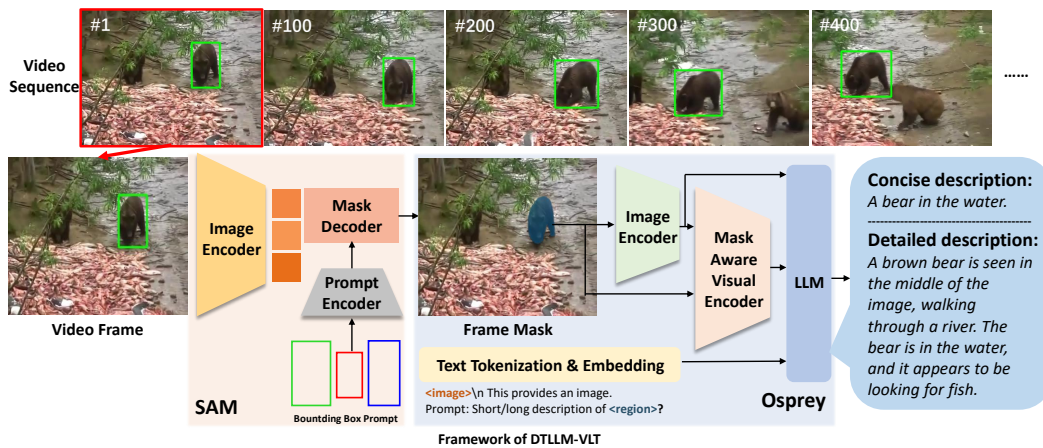 #1
#100
#200
#300
#400
Video
Sequence
......
Image
Encoder
Mask
Decoder
Prompt
Encoder
Bountding Box Prompt
SAM
Video Frame
Frame Mask
Image
Encoder
Mask
Aware
Visual
Encoder
LLM
Text Tokenization & Embedding
<image>\n This provides an image.
Prompt: Short/long description of <region>?
Osprey
Concise description:
A bear in the water.
------------------------------------
Detailed description:
A brown bear is seen in
the middle of the
image, walking
through a river. The
bear is in the water,
and it appears to be
looking for fish.
Framework of DTLLM-VLT